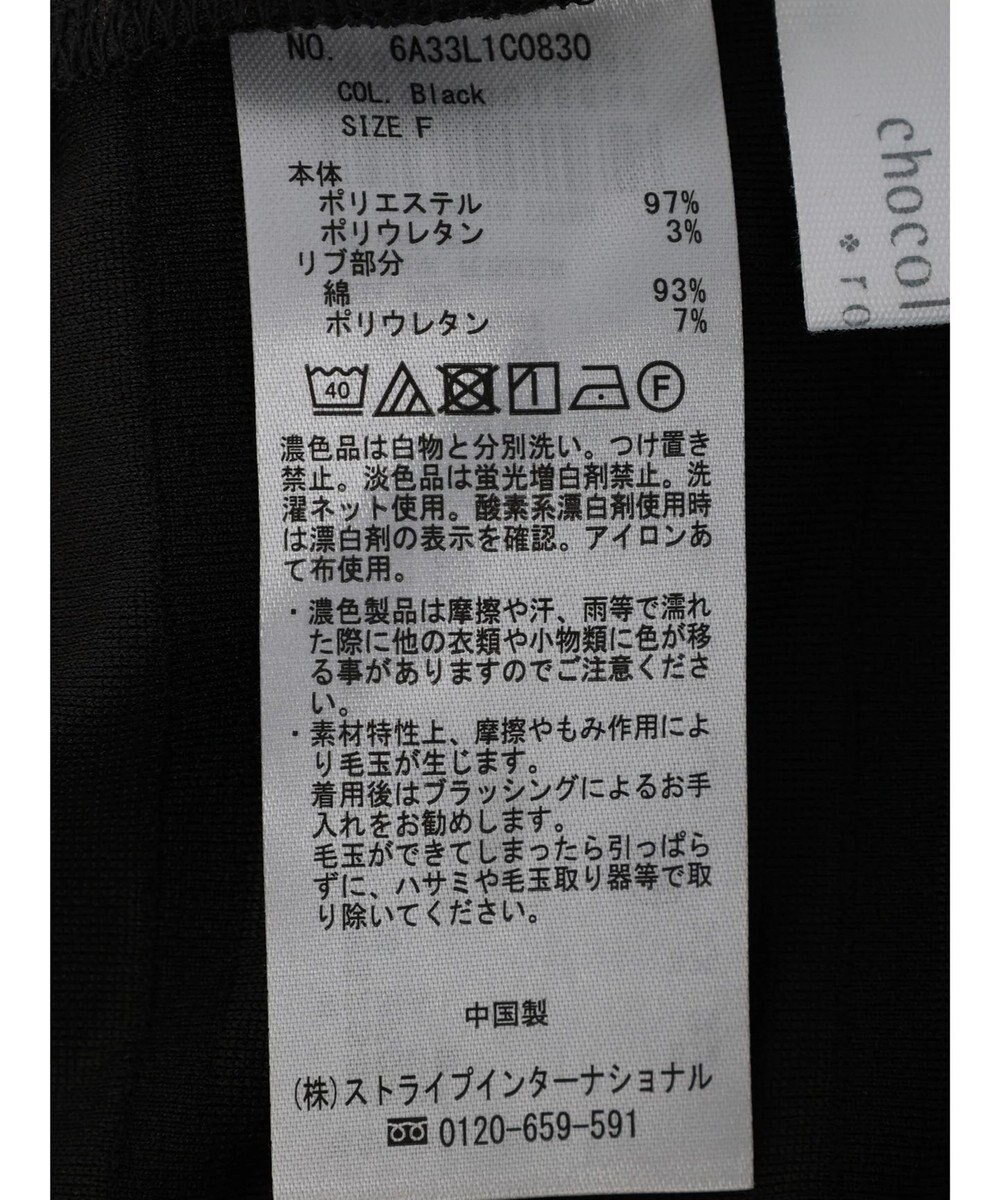 NO. 6A33L1C0830
COL. Black
SIZE F
本体
ポリエステル 97%
ポリウレタン 3%
リブ部分
綿 93%
ポリウレタン 7%
40
F
濃色品は白物と分別洗い。つけ置き
禁止。淡色品は蛍光増白剤禁止。洗
濯ネット使用。酸素系漂白剤使用時
は漂白剤の表示を確認。アイロンあ
て布使用。
・濃色製品は摩擦や汗、雨等で濡れ
た際に他の衣類や小物類に色が移
る事がありますのでご注意くださ
い。
・素材特性上、摩擦やもみ作用によ
り毛玉が生じます。
着用後はブラッシングによるお手
入れをお勧めします。
毛玉ができてしまったら引っぱら
ずに、ハサミや毛玉取り器等で取
り除いてください。
中国製
(株)ストライプインターナショナル
0120-659-591
chocol